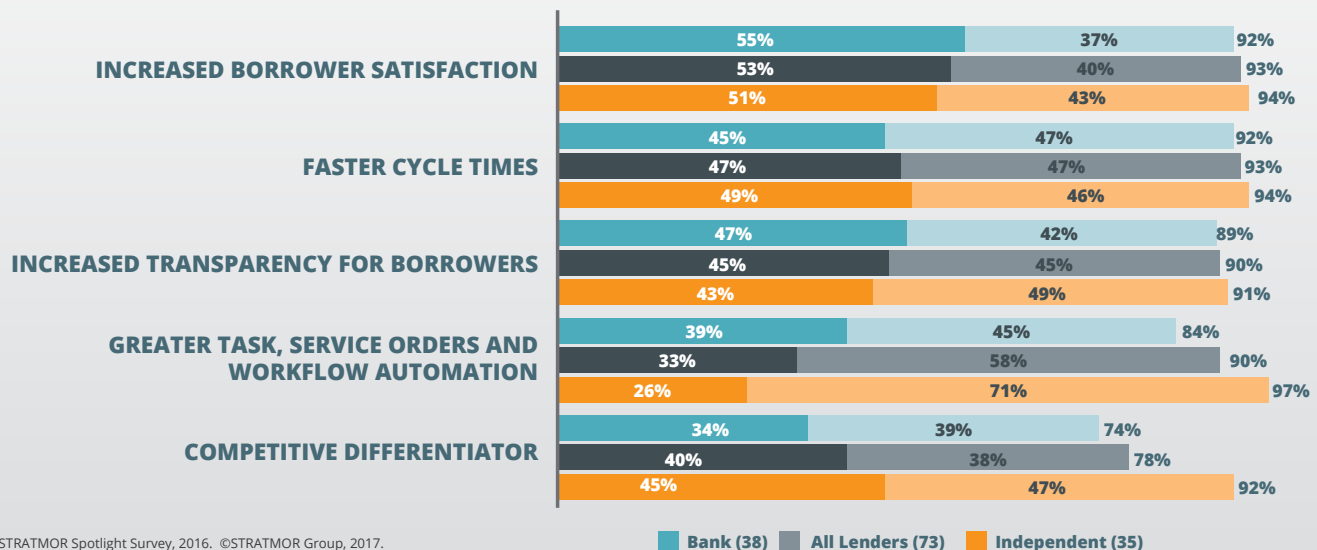 55% 37% 92%
INCREASED BORROWER SATISFACTION 53% 40% 93%
51% 43% 94%
45% 47% 92%
FASTER CYCLE TIMES 47% 47% 93%
49% 46% 94%
47% 42% 89%
INCREASED TRANSPARENCY FOR BORROWERS 45% 45% 90%
43% 49% 91%
39% 45% 84%
GREATER TASK, SERVICE ORDERS AND
33% 58% 90%
WORKFLOW AUTOMATION
26% 71% 97%
34% 39% 74%
COMPETITIVE DIFFERENTIATOR 40% 38% 78%
45% 47% 92%
STRATMOR Spotlight Survey, 2016. ©STRATMOR Group, 2017. Bank (38) All Lenders (73) Independent (35)